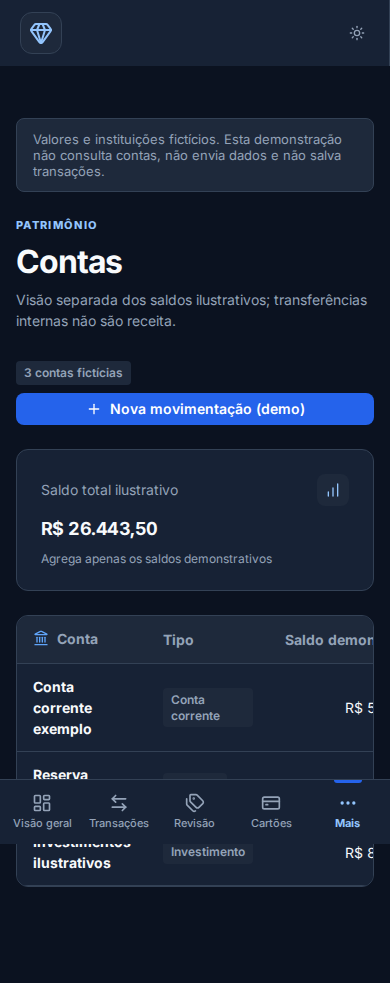 Valores e instituições fictícios. Esta demonstração
não consulta contas, não envia dados e não salva
transações.
PATRIMÔNIO
Contas
Visão separada dos saldos ilustrativos; transferências
internas não são receita.
3 contas fictícias
Nova movimentação (demo)
Saldo total ilustrativo
R$ 26.443,50
Agrega apenas os saldos demonstrativos
Conta Tipo Saldo demon
Conta
corrente
exemplo
Conta
corrente
R$ 5
Reserva
Visão geral Transações Revisão Cartões Mais
ilustrativos
Investimento
R$ 8